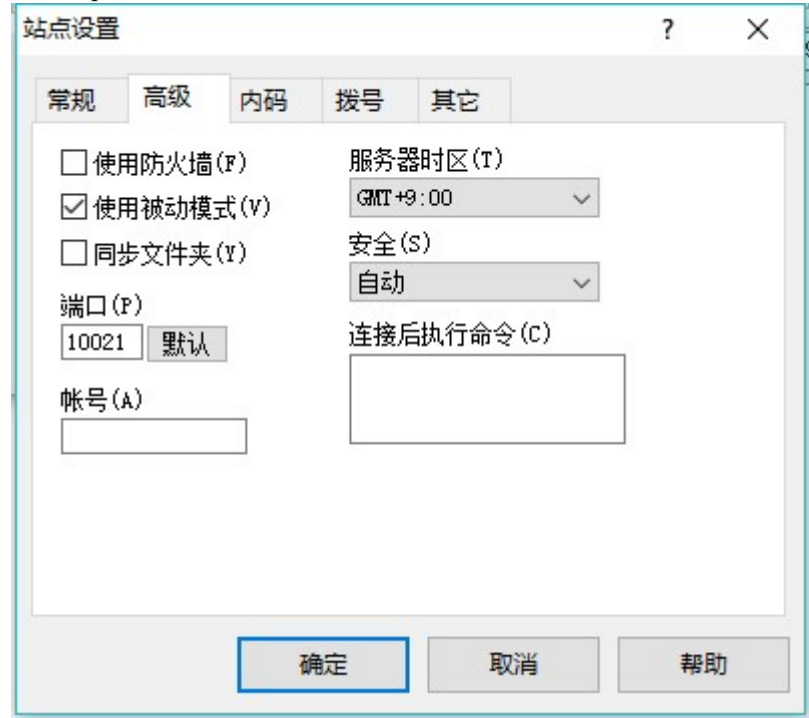 站点设置 ?
常规 高级 内码 拨号 其它
使用防火墙(F)
使用被动模式(V)
同步文件夹(Y)
端口(P)
10021 默认
帐号(A)
服务器时区(T)
GMT+9:00
安全(S)
自动
连接后执行命令(C)
确定 取消 帮助